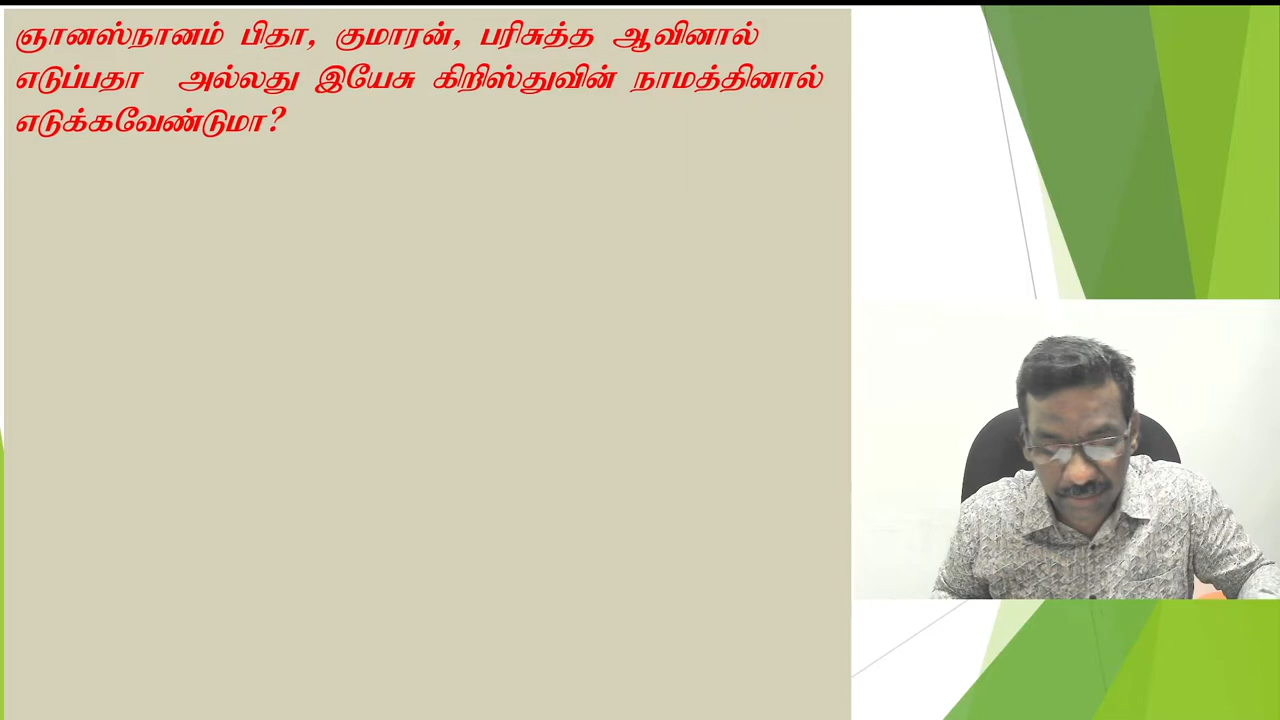 ஞானஸ்நானம் பிதா, குமாரன், பரிசுத்த ஆவினால்
எடுப்பதா அல்லது இயேசு கிறிஸ்துவின் நாமத்தினால்
எடுக்கவேண்டுமா?